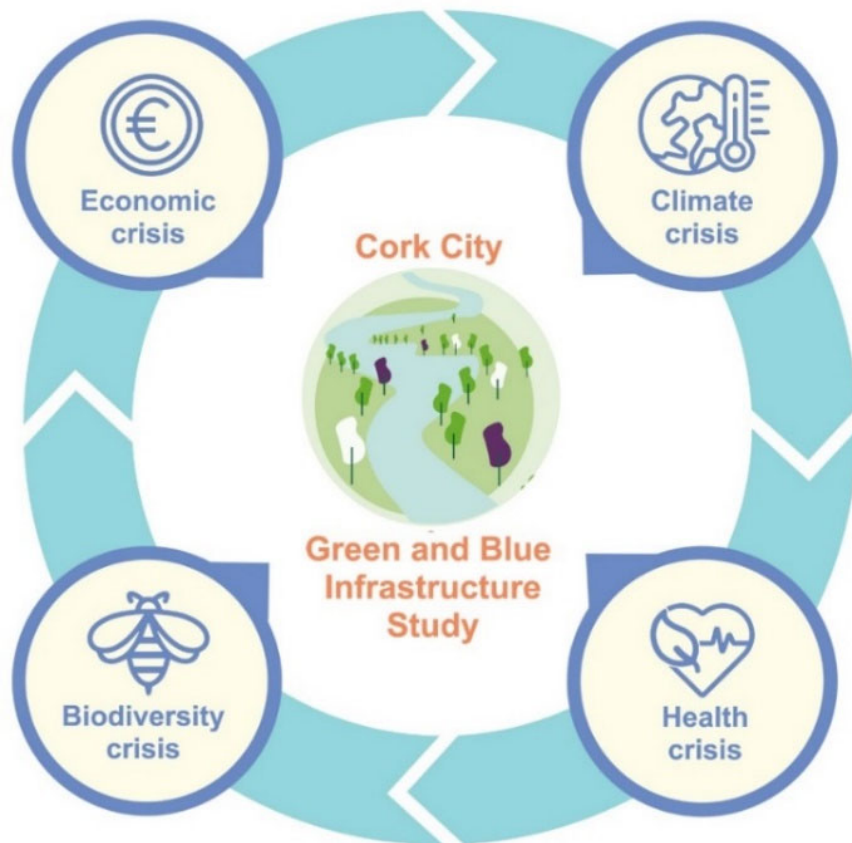 Economic
crisis
Climate
crisis
Cork City
Green and Blue
Infrastructure
Study
Biodiversity
crisis
Health
crisis